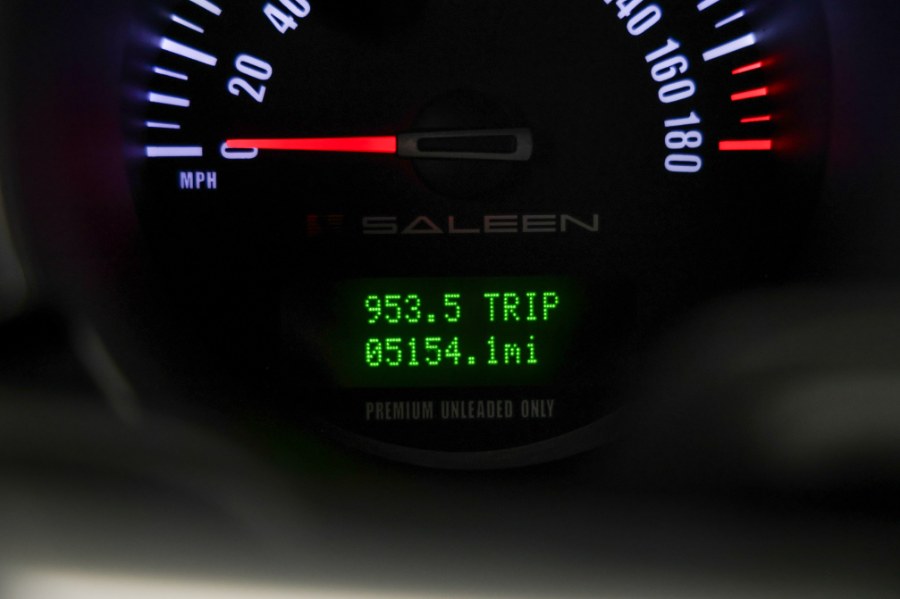 20
40
140
160
180
0
MPH
SALEEN
953.5 TRIP
05154.1mi
PREMIUM UNLEADED ONLY